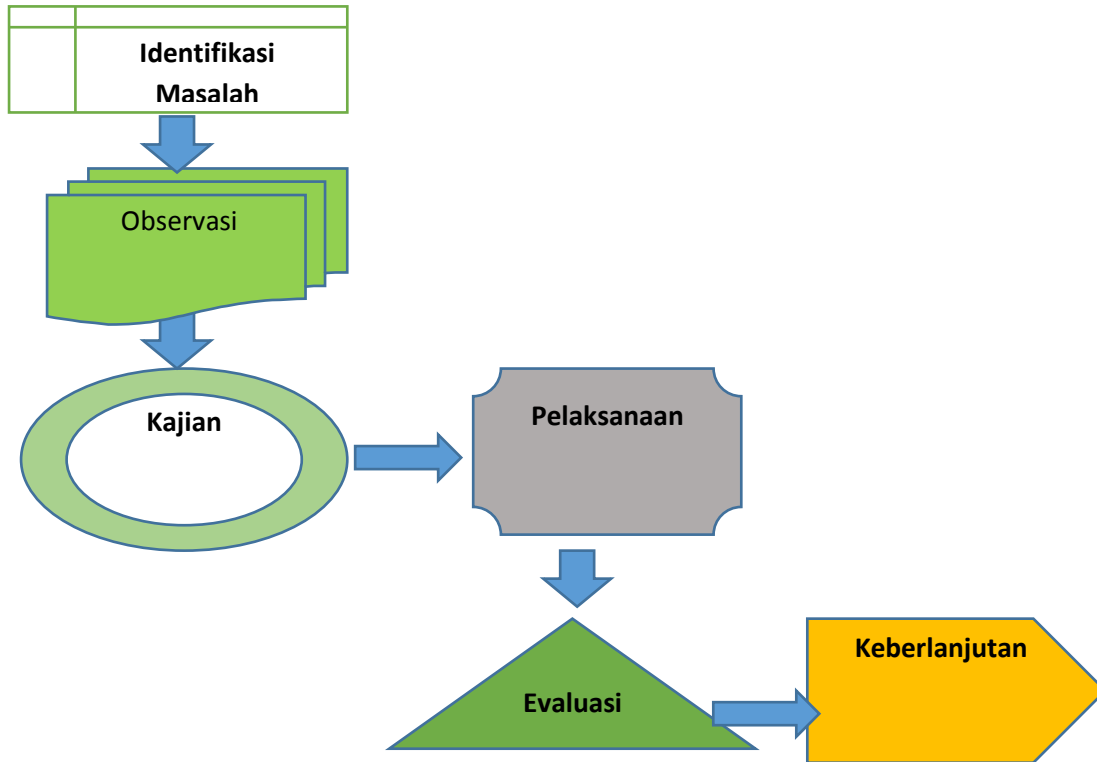 Identifikasi
Masalah
Observasi
Kajian
Pelaksanaan
Evaluasi
Keberlanjutan